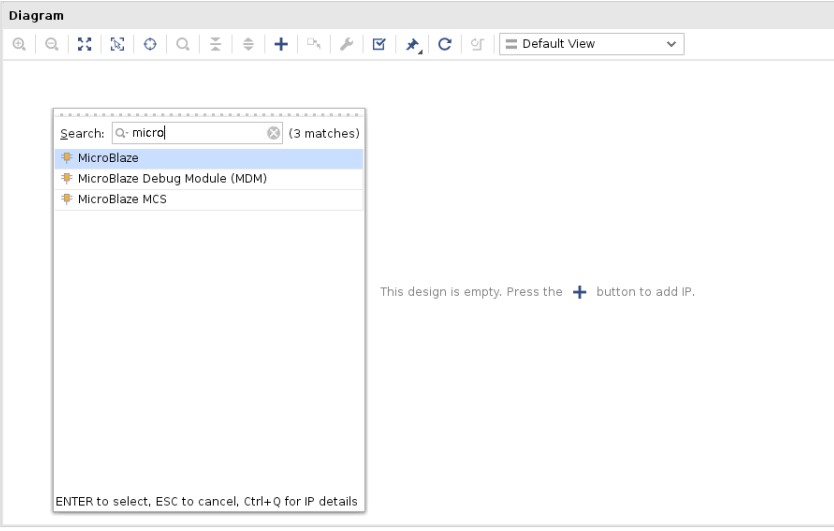 Diagram
Default View
Search: micro (3 matches)
MicroBlaze
MicroBlaze Debug Module (MDM)
MicroBlaze MCS
This design is empty. Press the + button to add IP.
ENTER to select, ESC to cancel, Ctrl+Q for IP details